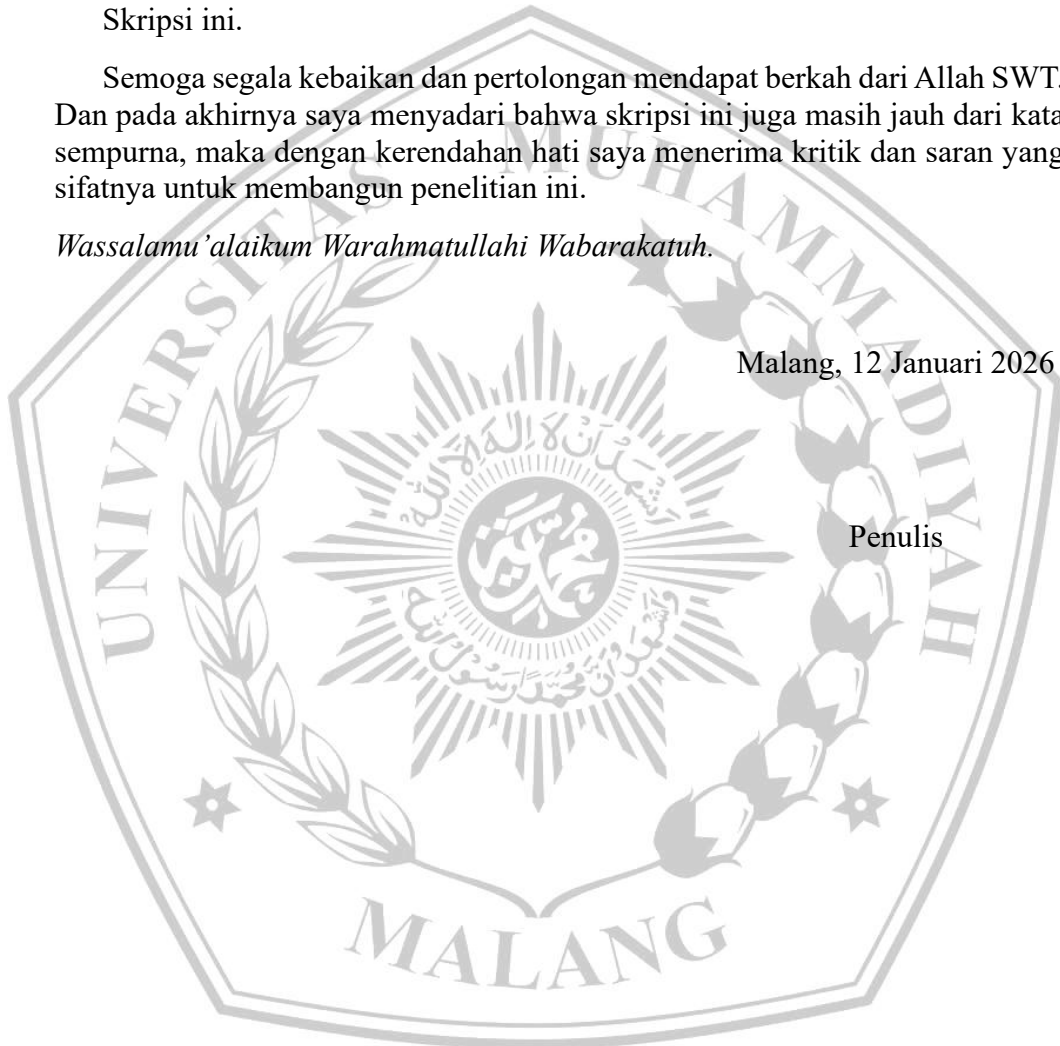 Skripsi ini.
Semoga segala kebaikan dan pertolongan mendapat berkah dari Allah SWT.
Dan pada akhirnya saya menyadari bahwa skripsi ini juga masih jauh dari kata
sempurna, maka dengan kerendahan hati saya menerima kritik dan saran yang
sifatnya untuk membangun penelitian ini.
Wassalamu’alaikum Warahmatullahi Wabarakatuh.
Malang, 12 Januari 2026
Penulis
UNIVERSITAS MUHAMMADIYAH
MALANG